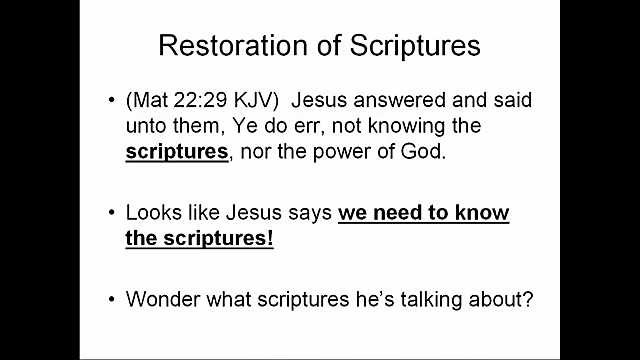 Restoration of Scriptures
• (Mat 22:29 KJV)  Jesus answered and said
unto them, Ye do err, not knowing the
scriptures, nor the power of God.
• Looks like Jesus says we need to know
the scriptures!
• Wonder what scriptures he's talking about?